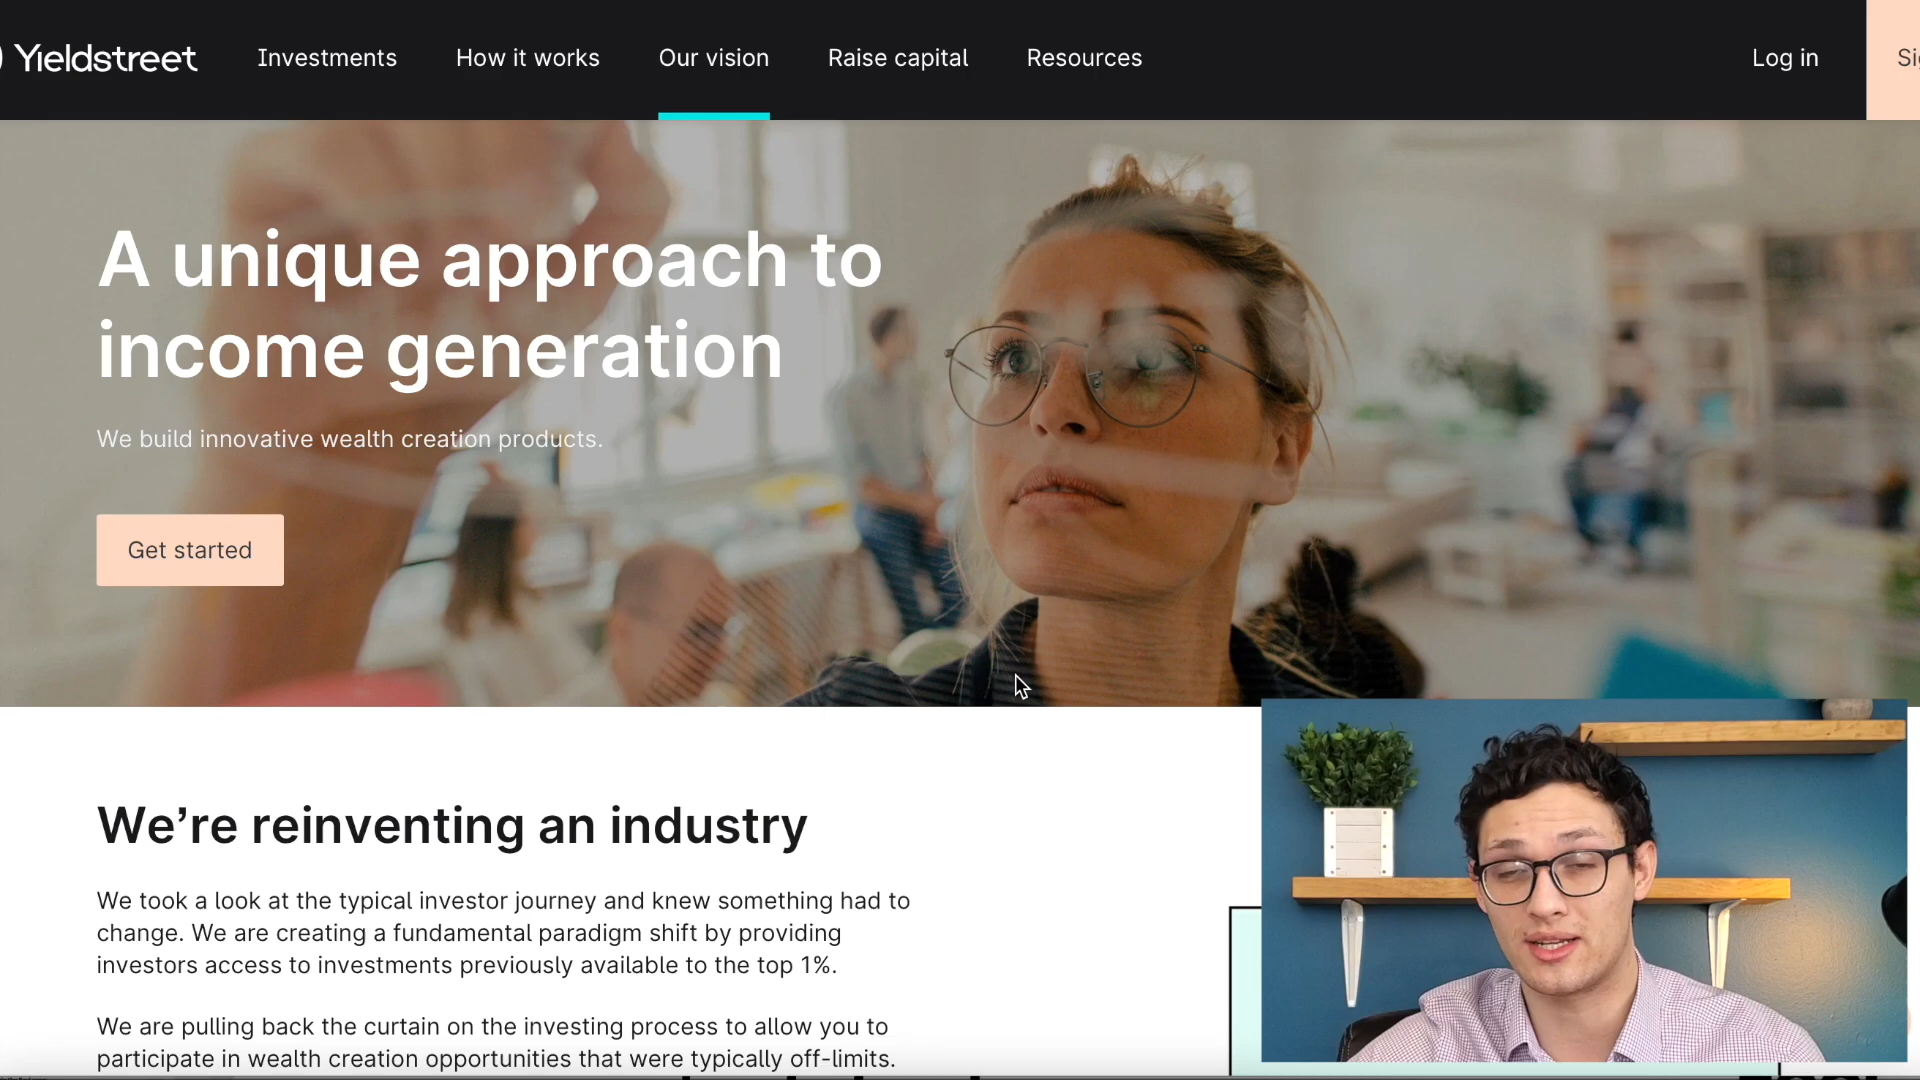 Yieldstreet
Investments
How it works
Our vision
Raise capital
Resources
Log in
A unique approach to
income generation
We build innovative wealth creation products.
Get started
We’re reinventing an industry
We took a look at the typical investor journey and knew something had to
change. We are creating a fundamental paradigm shift by providing
investors access to investments previously available to the top 1%.
We are pulling back the curtain on the investing process to allow you to
participate in wealth creation opportunities that were typically off-limits.